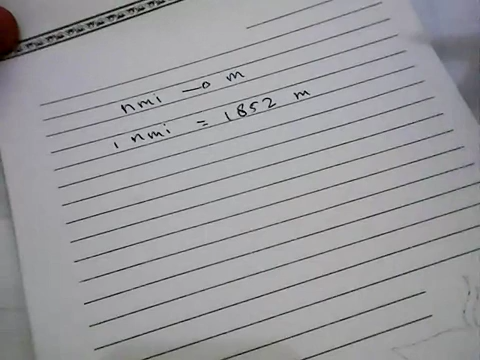 nmi → m
1 nmi = 1852 m